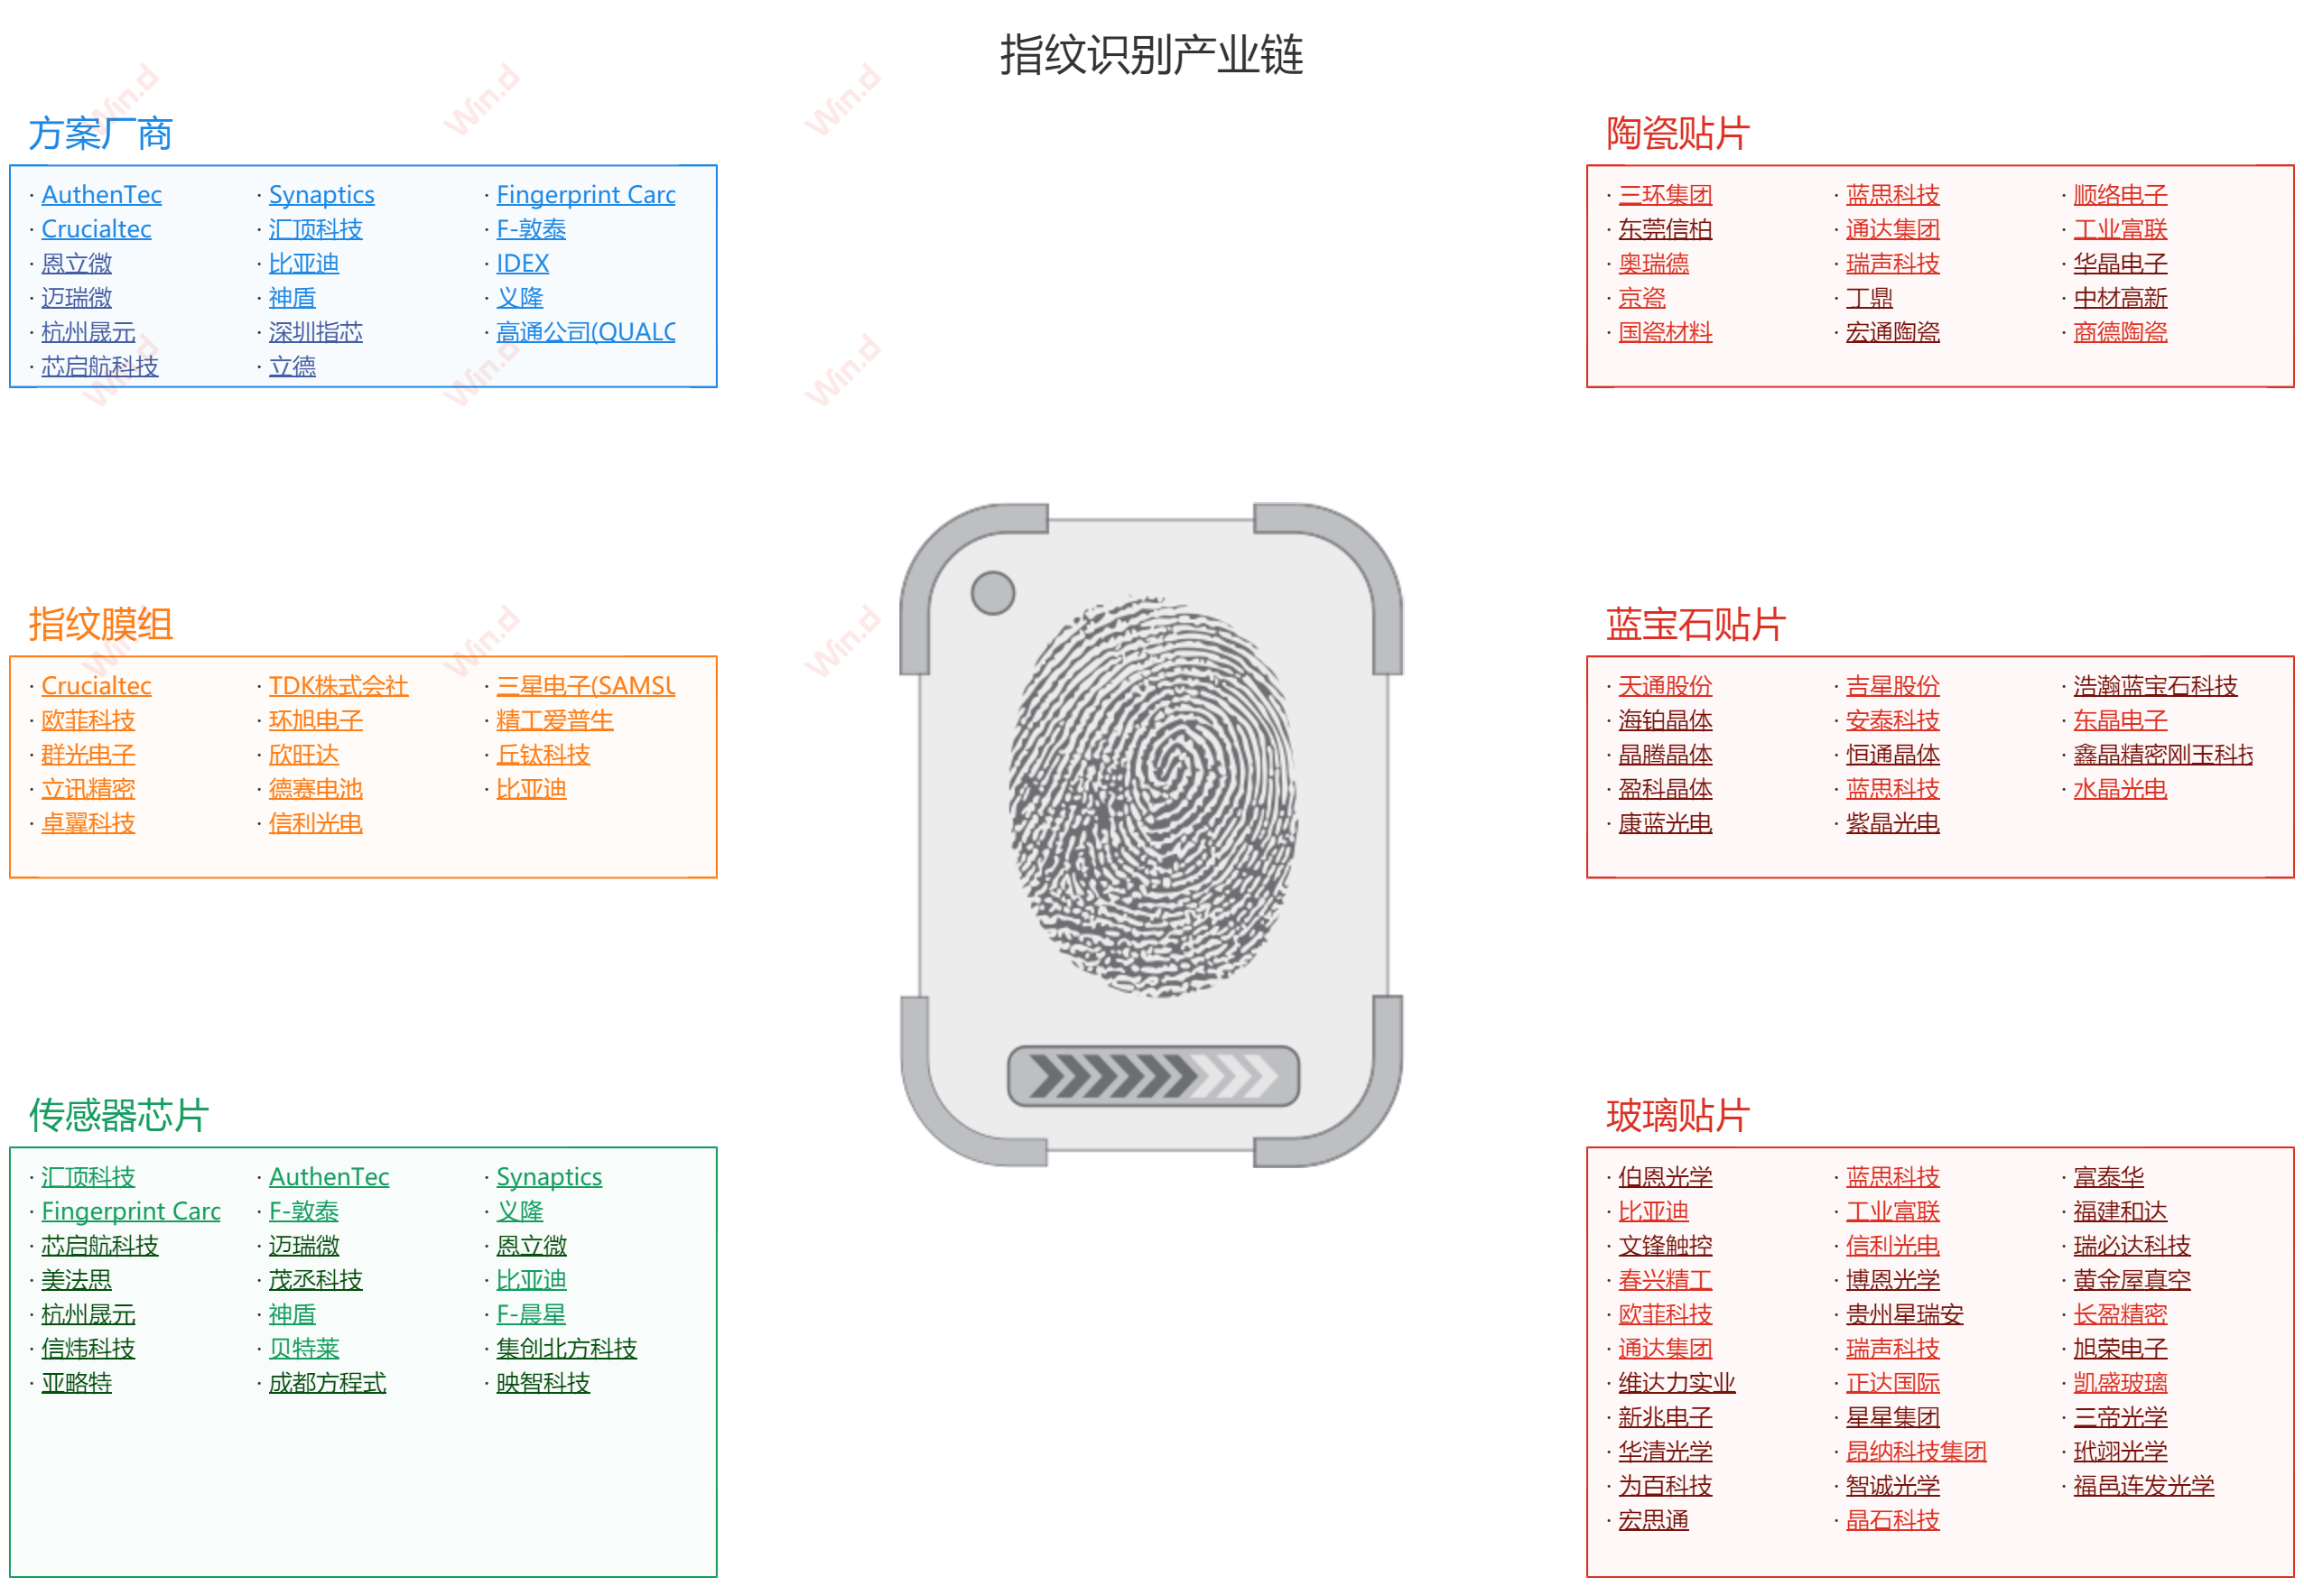 指纹识别产业链
方案厂商
· AuthenTec · Synaptics · Fingerprint Carc
· Crucialtec · 汇顶科技 · F-敦泰
· 恩立微 · 比亚迪 · IDEX
· 迈瑞微 · 神盾 · 义隆
· 杭州晟元 · 深圳指芯 · 高通公司(QUALC
· 芯启航科技 · 立德
指纹膜组
· Crucialtec · TDK株式会社 · 三星电子(SAMSU
· 欧菲科技 · 环旭电子 · 精工爱普生
· 群光电子 · 欣旺达 · 丘钛科技
· 立讯精密 · 德赛电池 · 比亚迪
· 卓翼科技 · 信利光电
传感器芯片
· 汇顶科技 · AuthenTec · Synaptics
· Fingerprint Carc · F-敦泰 · 义隆
· 芯启航科技 · 迈瑞微 · 恩立微
· 美法思 · 茂丞科技 · 比亚迪
· 杭州晟元 · 神盾 · F-晨星
· 信炜科技 · 贝特莱 · 集创北方科技
· 亚略特 · 成都方程式 · 映智科技
陶瓷贴片
· 三环集团 · 蓝思科技 · 顺络电子
· 东莞信柏 · 通达集团 · 工业富联
· 奥瑞德 · 瑞声科技 · 华晶电子
· 京瓷 · 丁鼎 · 中材高新
· 国瓷材料 · 宏通陶瓷 · 商德陶瓷
蓝宝石贴片
· 天通股份 · 吉星股份 · 浩瀚蓝宝石科技
· 海铂晶体 · 安泰科技 · 东晶电子
· 晶腾晶体 · 恒通晶体 · 鑫晶精密刚玉科技
· 盈科晶体 · 蓝思科技 · 水晶光电
· 康蓝光电 · 紫晶光电
玻璃贴片
· 伯恩光学 · 蓝思科技 · 富泰华
· 比亚迪 · 工业富联 · 福建和达
· 文锋触控 · 信利光电 · 瑞必达科技
· 春兴精工 · 博恩光学 · 黄金屋真空
· 欧菲科技 · 贵州星瑞安 · 长盈精密
· 通达集团 · 瑞声科技 · 旭荣电子
· 维达力实业 · 正达国际 · 凯盛玻璃
· 新兆电子 · 星星集团 · 三帝光学
· 华清光学 · 昂纳科技集团 · 玳翊光学
· 为百科技 · 智诚光学 · 福邑连发光学
· 宏思通 · 晶石科技
Win.d
Win.d
Win.d
Win.d
Win.d
Win.d
Win.d
Win.d
Win.d